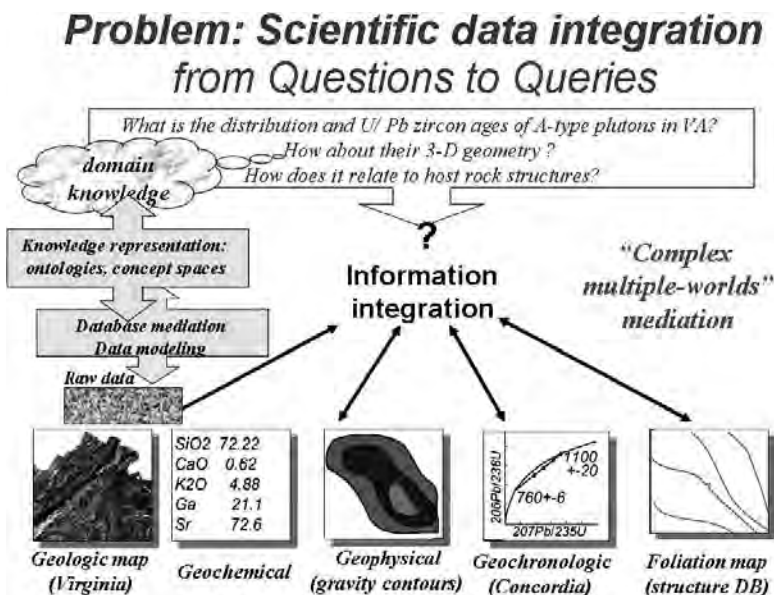 Problem: Scientific data integration
from Questions to Queries
What is the distribution and U/ Pb zircon ages of A-type plutons in VA?
How about their 3-D geometry ?
How does it relate to host rock structures?
domain
knowledge
?
Knowledge representation:
ontologies, concept spaces
Information
integration
"Complex
multiple-worlds"
mediation
Database mediation
Data modeling
Raw data
SiO2 72.22
CaO 0.62
K2O 4.88
Ga 21.1
Sr 72.6
206Pb/238U
1100
+-20
760+-6
207Pb/235U
Geologic map
(Virginia)
Geochemical
Geophysical
(gravity contours)
Geochronologic
(Concordia)
Foliation map
(structure DB)